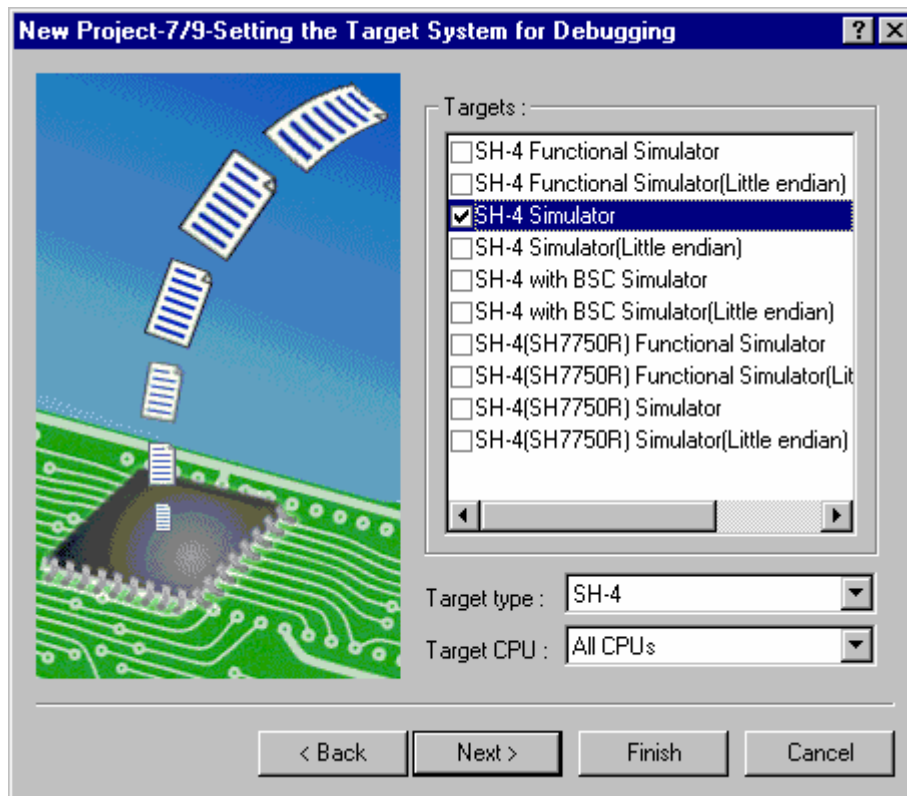 New Project-7/9-Setting the Target System for Debugging
Targets :
SH-4 Functional Simulator
SH-4 Functional Simulator(Little endian)
SH-4 Simulator
SH-4 Simulator(Little endian)
SH-4 with BSC Simulator
SH-4 with BSC Simulator(Little endian)
SH-4(SH7750R) Functional Simulator
SH-4(SH7750R) Functional Simulator(Lit
SH-4(SH7750R) Simulator
SH-4(SH7750R) Simulator(Little endian)
Target type : SH-4
Target CPU : All CPUs
< Back Next > Finish Cancel